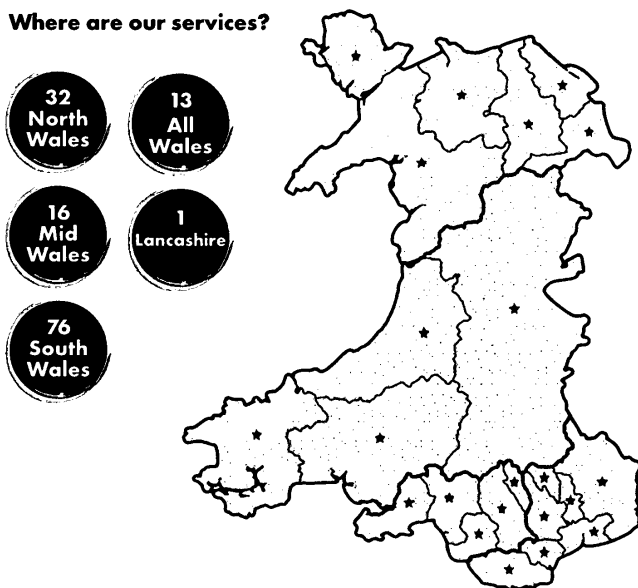 Where are our services?
32
North
Wales
13
All
Wales
16
Mid
Wales
1
Lancashire
76
South
Wales